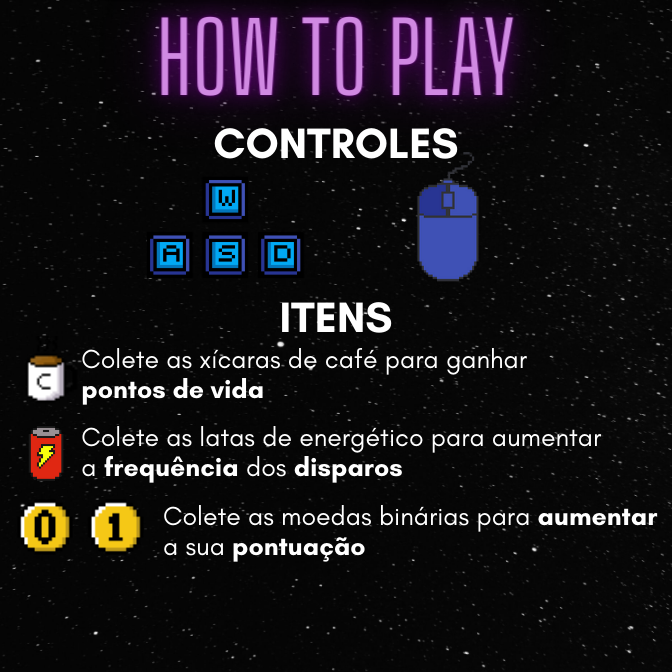 HOW TO PLAY
CONTROLES
W
A S D
ITENS
Colete as xícaras de café para ganhar
pontos de vida
C
Colete as latas de energético para aumentar
a frequência dos disparos
0 1 Colete as moedas binárias para aumentar
a sua pontuação